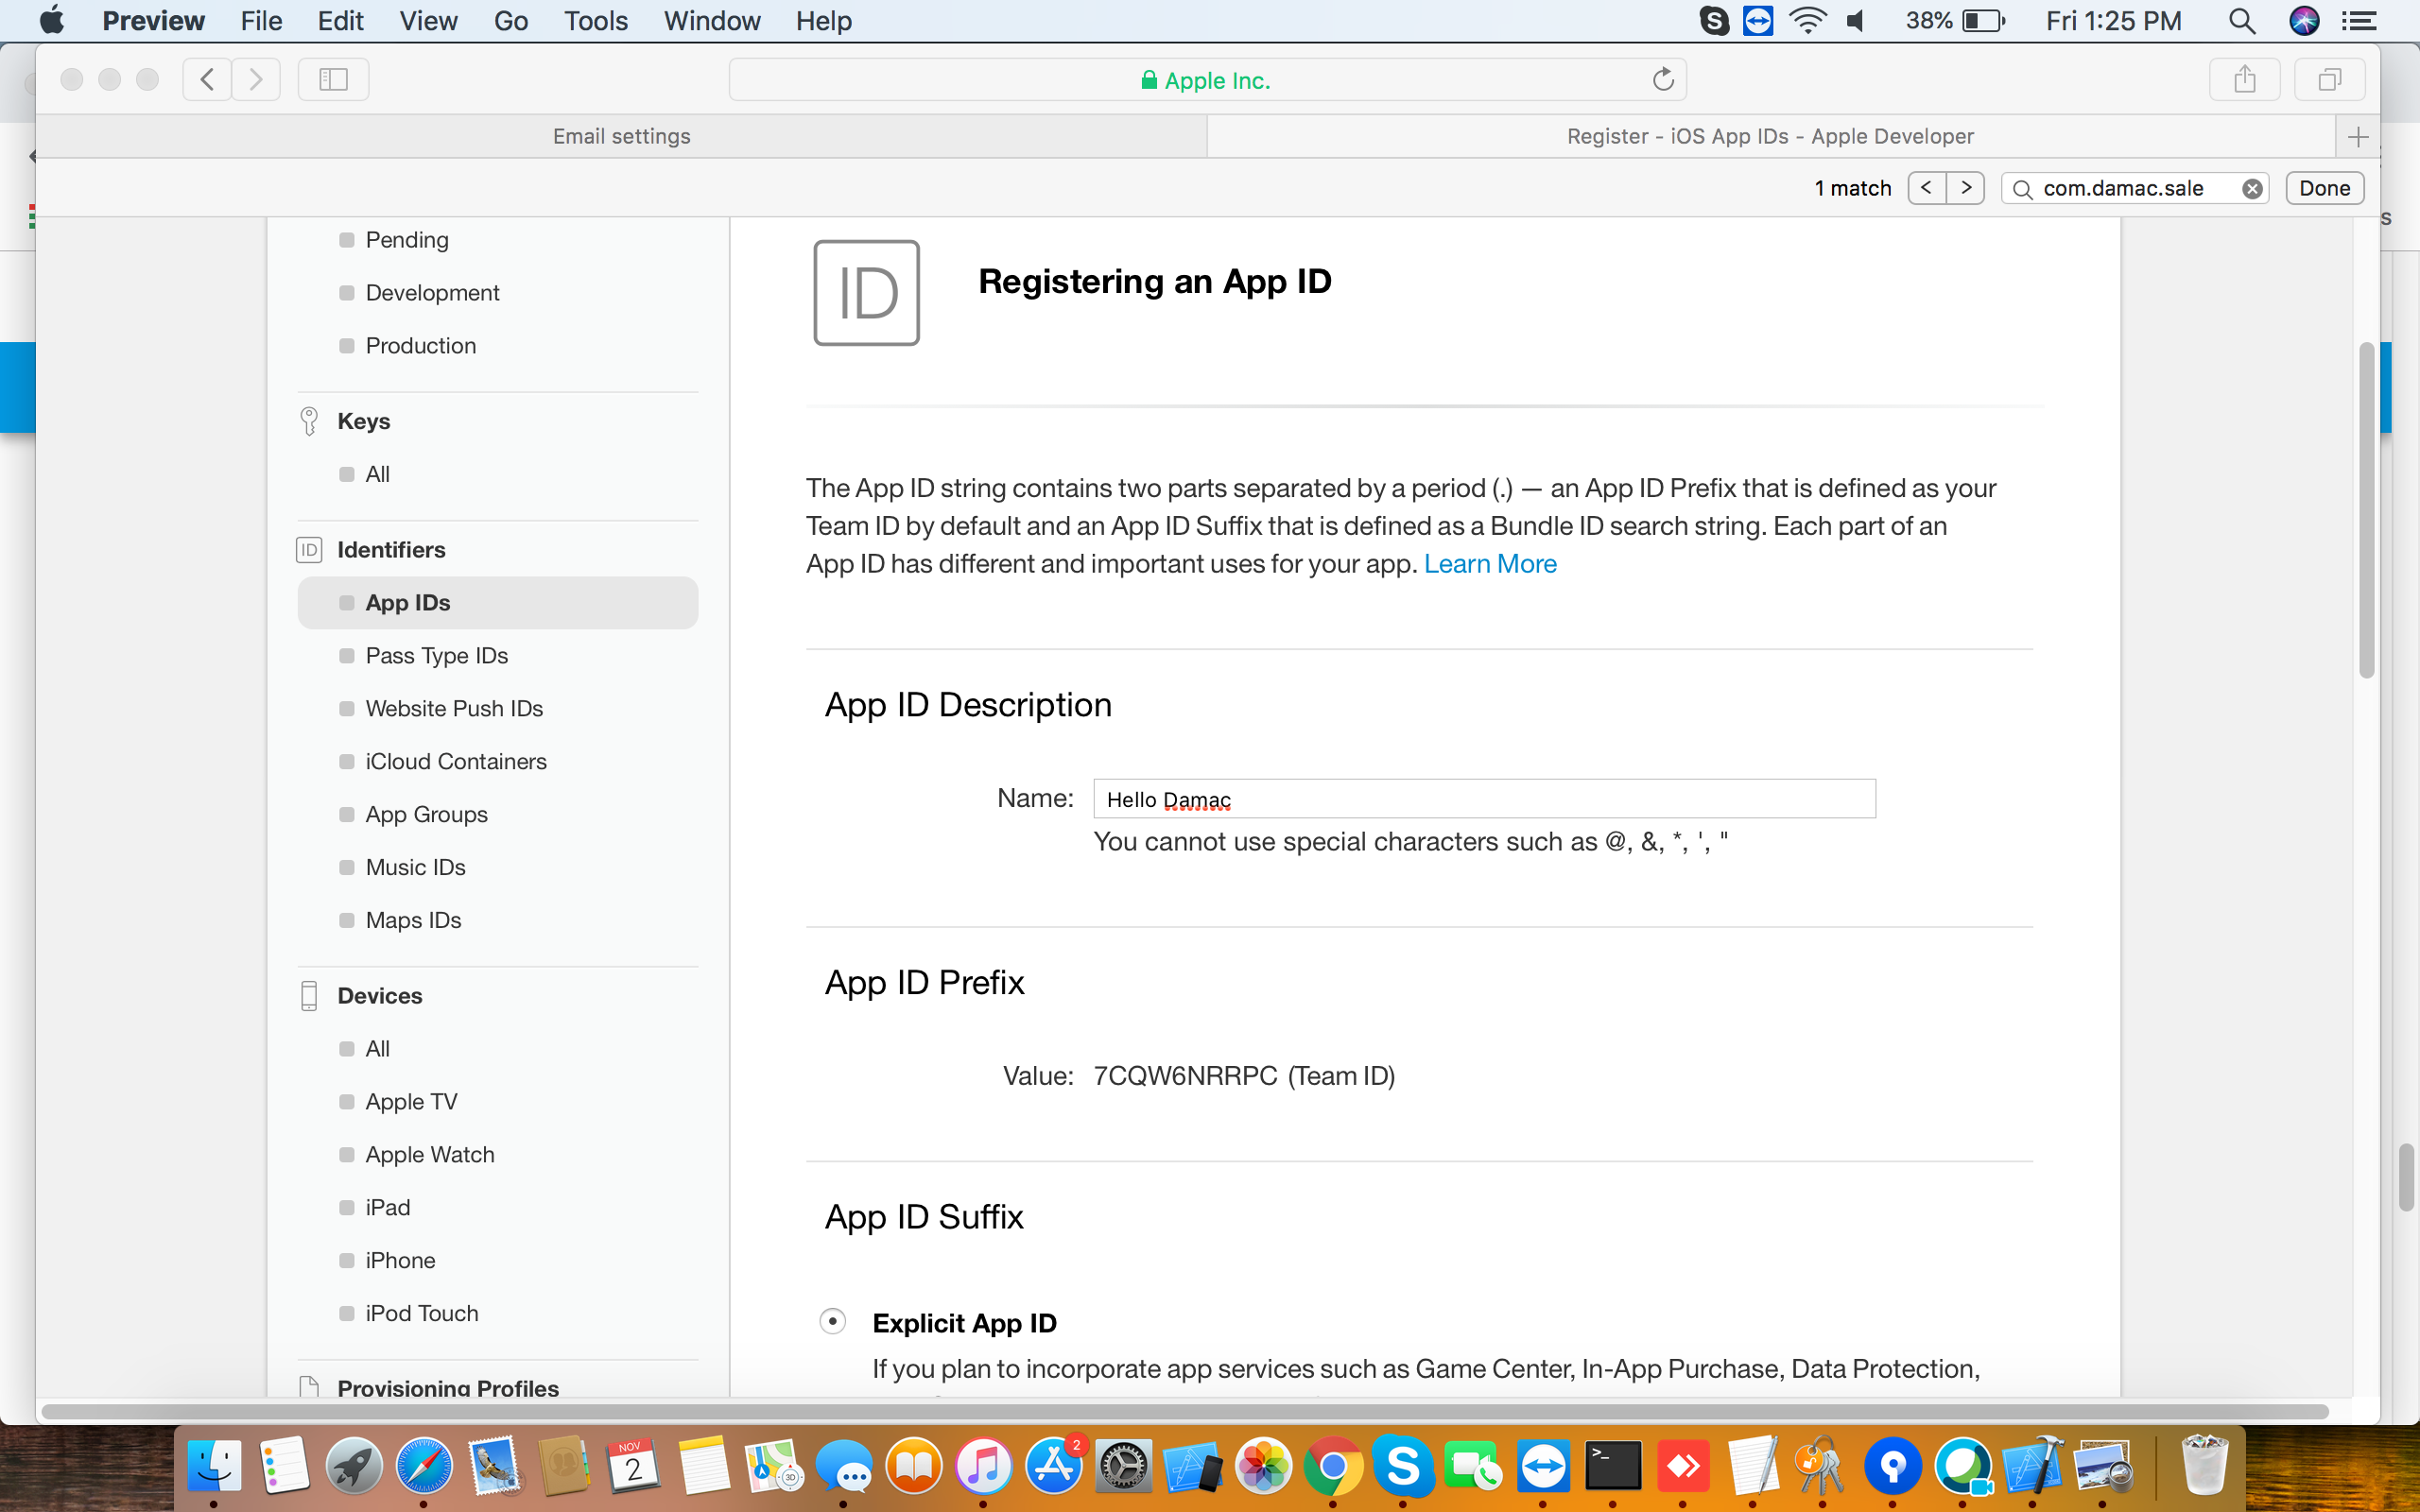 Preview File Edit View Go Tools Window Help 38% Fri 1:25 PM
Apple Inc.
Email settings Register - iOS App IDs - Apple Developer
1 match < > com.damac.sale Done
s
Pending
Development
Production
Keys
All
ID Identifiers
App IDs
Pass Type IDs
Website Push IDs
iCloud Containers
App Groups
Music IDs
Maps IDs
Devices
All
Apple TV
Apple Watch
iPad
iPhone
iPod Touch
Provisioning Profiles
ID Registering an App ID
The App ID string contains two parts separated by a period (.) — an App ID Prefix that is defined as your
Team ID by default and an App ID Suffix that is defined as a Bundle ID search string. Each part of an
App ID has different and important uses for your app. Learn More
App ID Description
Name: Hello Damac
You cannot use special characters such as @, &, *, ', "
App ID Prefix
Value: 7CQW6NRRPC (Team ID)
App ID Suffix
Explicit App ID
If you plan to incorporate app services such as Game Center, In-App Purchase, Data Protection,
NOV
2
3D
2
>_